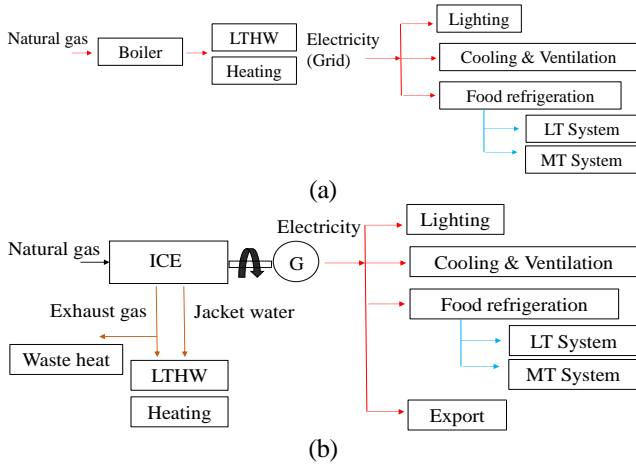 Natural gas
Boiler
LTHW
Heating
Electricity
(Grid)
Lighting
Cooling & Ventilation
Food refrigeration
LT System
MT System
(a)
Natural gas
ICE
G
Electricity
Exhaust gas
Jacket water
Waste heat
LTHW
Heating
Lighting
Cooling & Ventilation
Food refrigeration
LT System
MT System
Export
(b)